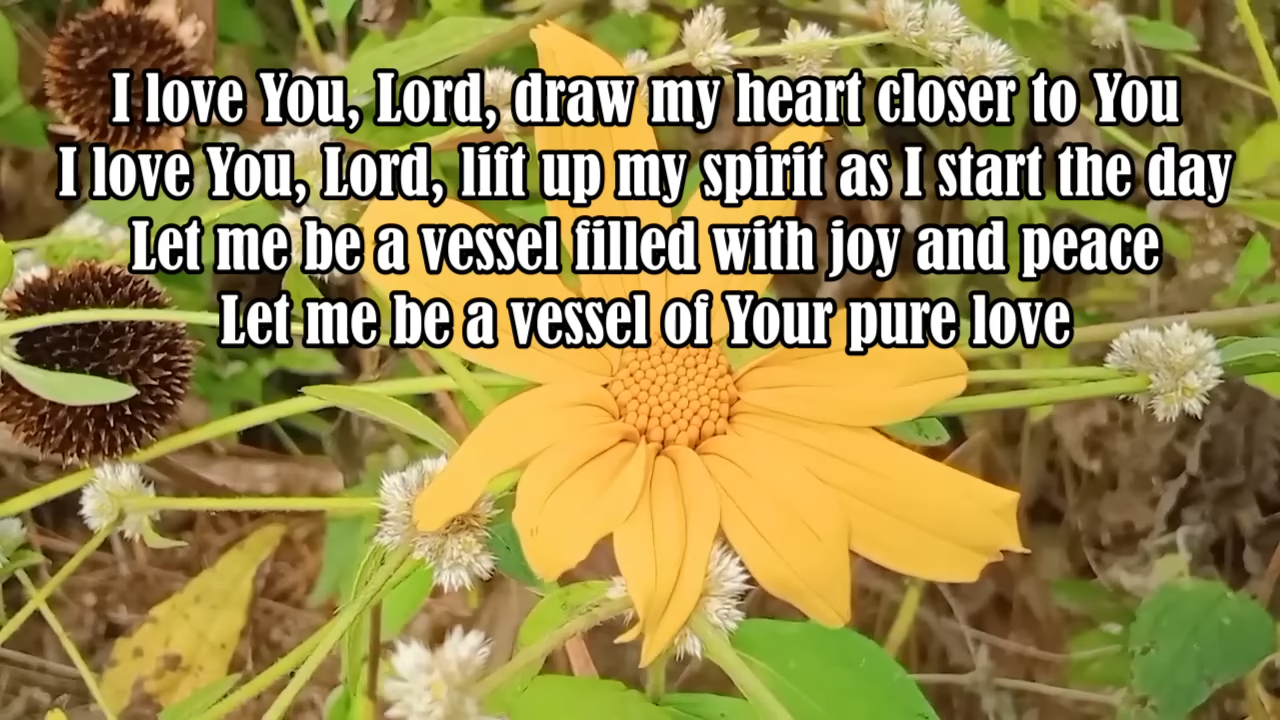 I love You, Lord, draw my heart closer to You
I love You, Lord, lift up my spirit as I start the day
Let me be a vessel filled with joy and peace
Let me be a vessel of Your pure love